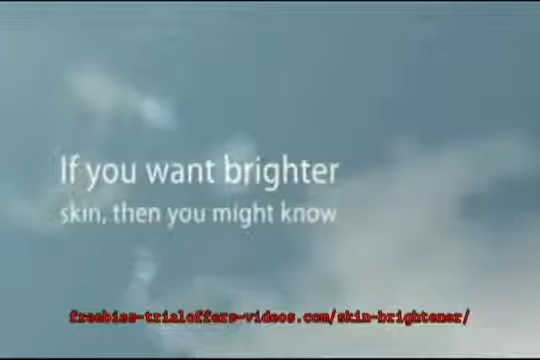 If you want brighter
skin, then you might know
freebies-trialoffers-videos.com/skin-brightener/